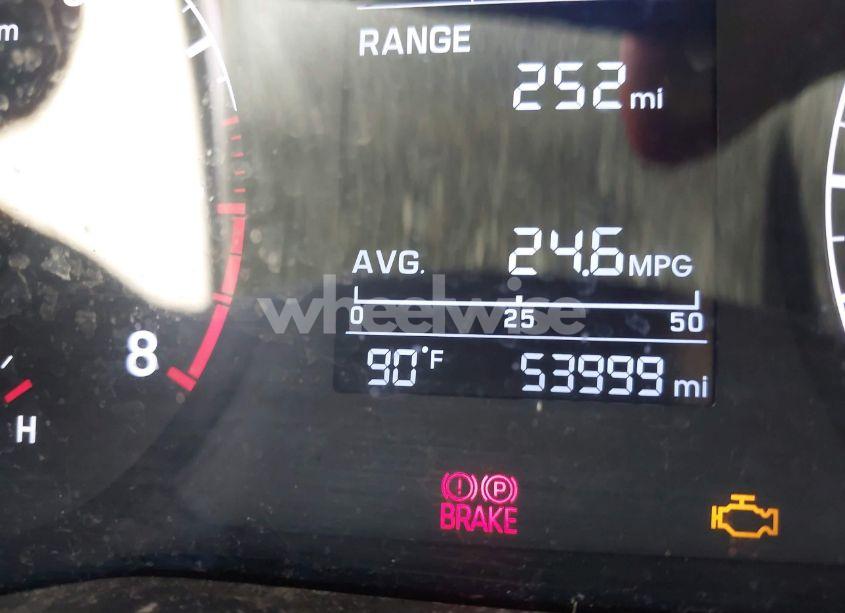 m
RANGE
252 mi
AVG. 24.6 MPG
0 25 50
90°F 53999 mi
8
H
(!) (P)
BRAKE
wheelwise